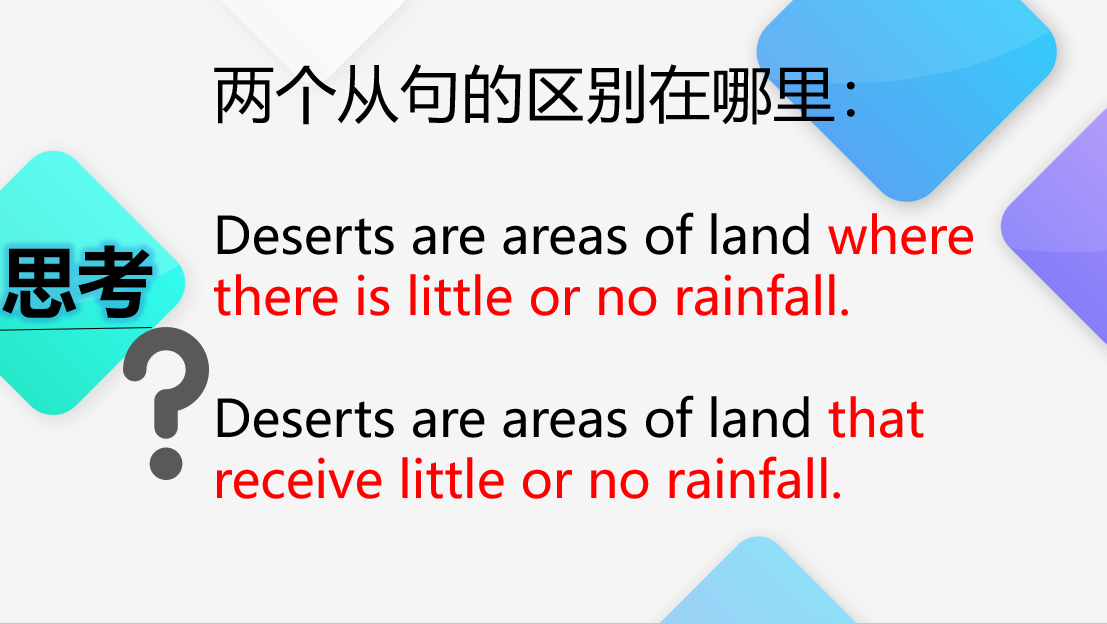 两个从句的区别在哪里：
Deserts are areas of land where
there is little or no rainfall.
思考
?
Deserts are areas of land that
receive little or no rainfall.